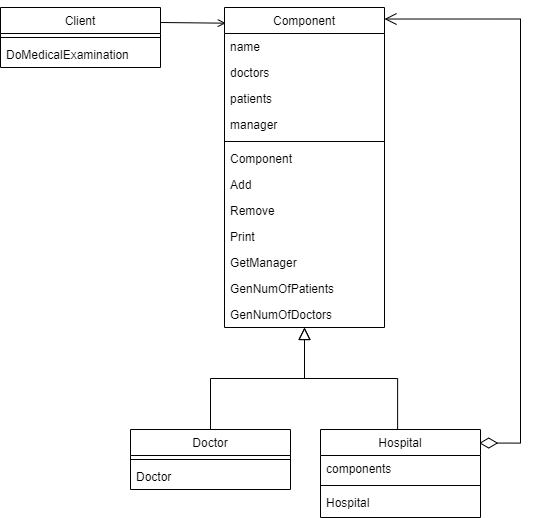 Client
DoMedicalExamination
Component
name
doctors
patients
manager
Component
Add
Remove
Print
GetManager
GenNumOfPatients
GenNumOfDoctors
Doctor
Doctor
Hospital
components
Hospital